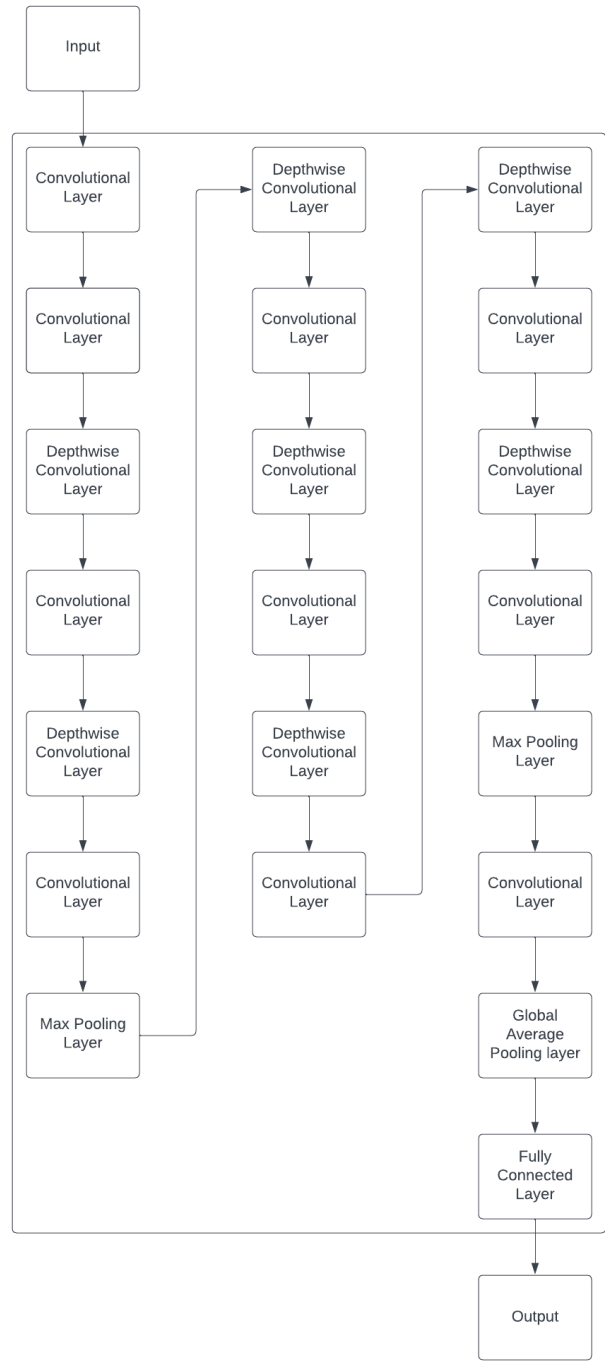 Input
Convolutional
Layer
Convolutional
Layer
Depthwise
Convolutional
Layer
Convolutional
Layer
Depthwise
Convolutional
Layer
Convolutional
Layer
Max Pooling
Layer
Depthwise
Convolutional
Layer
Convolutional
Layer
Depthwise
Convolutional
Layer
Convolutional
Layer
Depthwise
Convolutional
Layer
Convolutional
Layer
Depthwise
Convolutional
Layer
Convolutional
Layer
Depthwise
Convolutional
Layer
Convolutional
Layer
Max Pooling
Layer
Convolutional
Layer
Global
Average
Pooling layer
Fully
Connected
Layer
Output